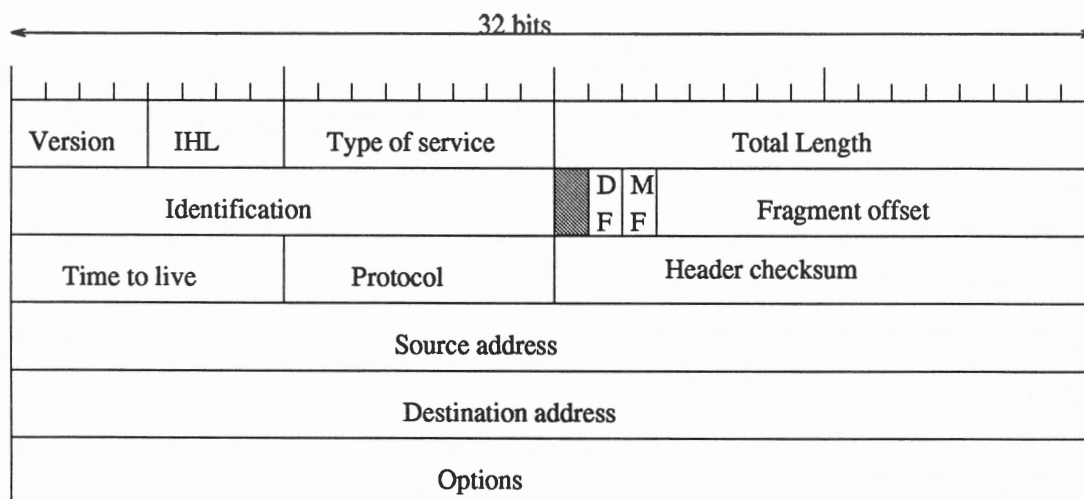 32 bits
Version IHL Type of service Total Length
Identification D F M F Fragment offset
Time to live Protocol Header checksum
Source address
Destination address
Options